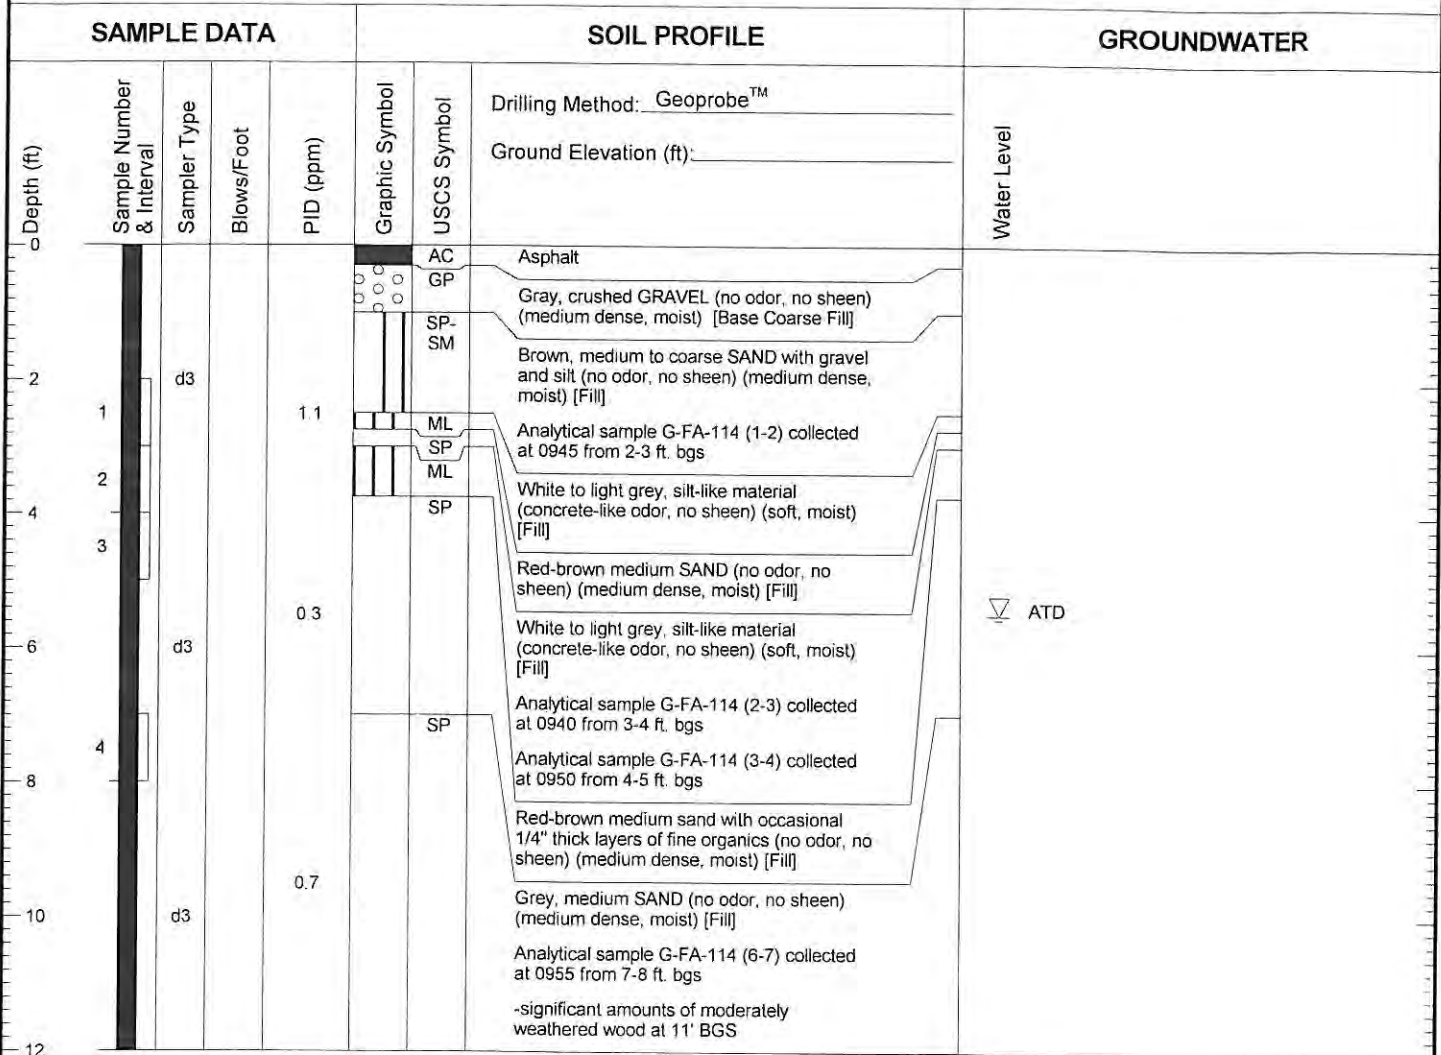 SAMPLE DATA
SOIL PROFILE
GROUNDWATER
Depth (ft)
Sample Number
& Interval
Sampler Type
Blows/Foot
PID (ppm)
Graphic Symbol
USCS Symbol
Drilling Method: Geoprobe™
Ground Elevation (ft):
Water Level
0
2
4
6
8
10
12
1
2
3
4
d3
d3
d3
1.1
0.3
0.7
AC
GP
SP-
SM
ML
SP
ML
SP
SP
Asphalt
Gray, crushed GRAVEL (no odor, no sheen)
(medium dense, moist) [Base Coarse Fill]
Brown, medium to coarse SAND with gravel
and silt (no odor, no sheen) (medium dense,
moist) [Fill]
Analytical sample G-FA-114 (1-2) collected
at 0945 from 2-3 ft. bgs
White to light grey, silt-like material
(concrete-like odor, no sheen) (soft, moist)
[Fill]
Red-brown medium SAND (no odor, no
sheen) (medium dense, moist) [Fill]
White to light grey, silt-like material
(concrete-like odor, no sheen) (soft, moist)
[Fill]
Analytical sample G-FA-114 (2-3) collected
at 0940 from 3-4 ft. bgs
Analytical sample G-FA-114 (3-4) collected
at 0950 from 4-5 ft. bgs
Red-brown medium sand with occasional
1/4" thick layers of fine organics (no odor, no
sheen) (medium dense, moist) [Fill]
Grey, medium SAND (no odor, no sheen)
(medium dense, moist) [Fill]
Analytical sample G-FA-114 (6-7) collected
at 0955 from 7-8 ft. bgs
-significant amounts of moderately
weathered wood at 11' BGS
ATD